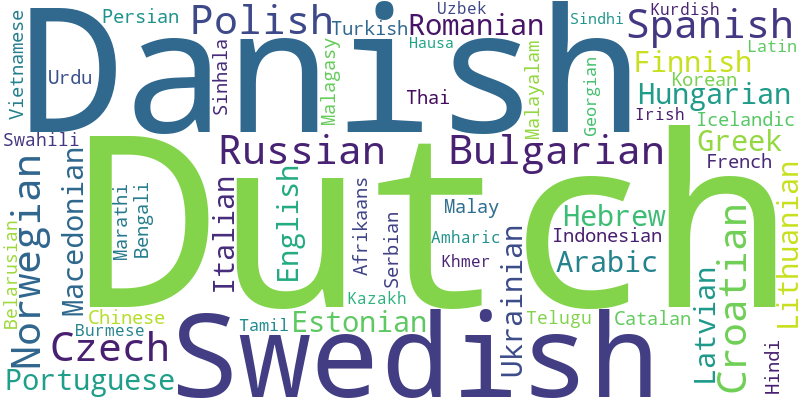 Danish
Dutch
Swedish
Persian
Polish
Turkish
Uzbek
Romanian
Hausa
Sindhi
Kurdish
Spanish
Latin
Vietnamese
Urdu
Sinhala
Malagasy
Thai
Malayalam
Georgian
Finnish
Korean
Hungarian
Irish
Icelandic
Swahili
Russian
Bulgarian
Greek
French
Norwegian
Macedonian
Marathi
Bengali
Italian
English
Afrikaans
Serbian
Malay
Amharic
Khmer
Hebrew
Indonesian
Arabic
Ukrainian
Lithuanian
Croatian
Latvian
Belarusian
Chinese
Burmese
Kazakh
Tamil
Estonian
Telugu
Catalan
Czech
Portuguese
Hindi